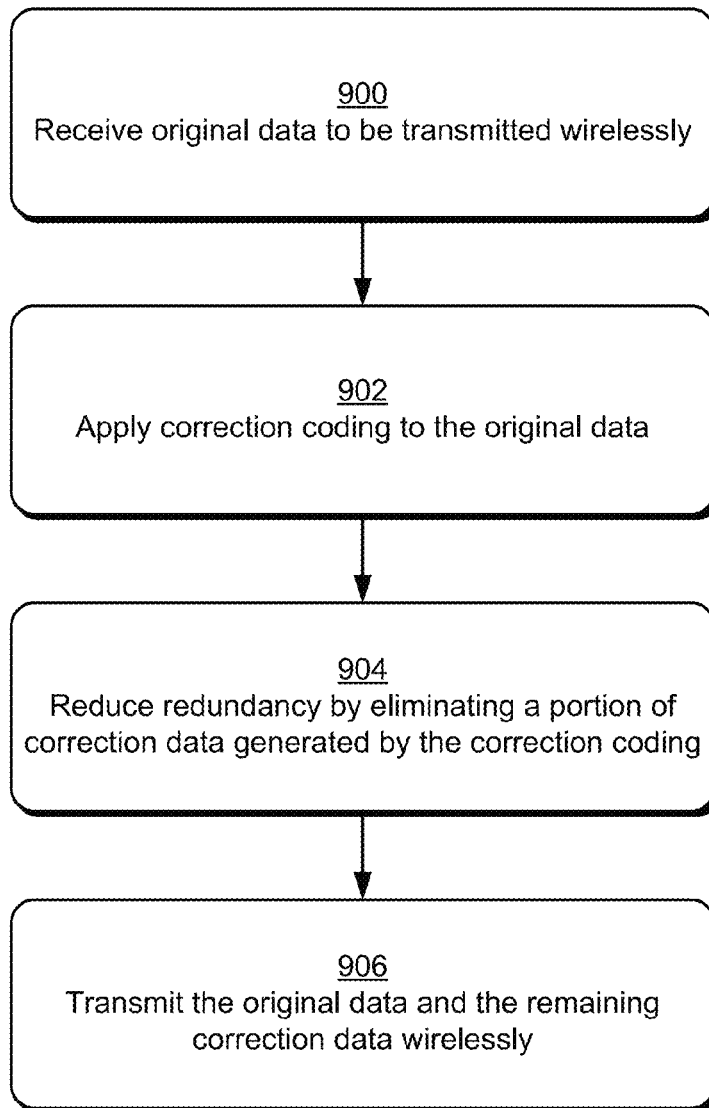 900
Receive original data to be transmitted wirelessly
902
Apply correction coding to the original data
904
Reduce redundancy by eliminating a portion of
correction data generated by the correction coding
906
Transmit the original data and the remaining
correction data wirelessly